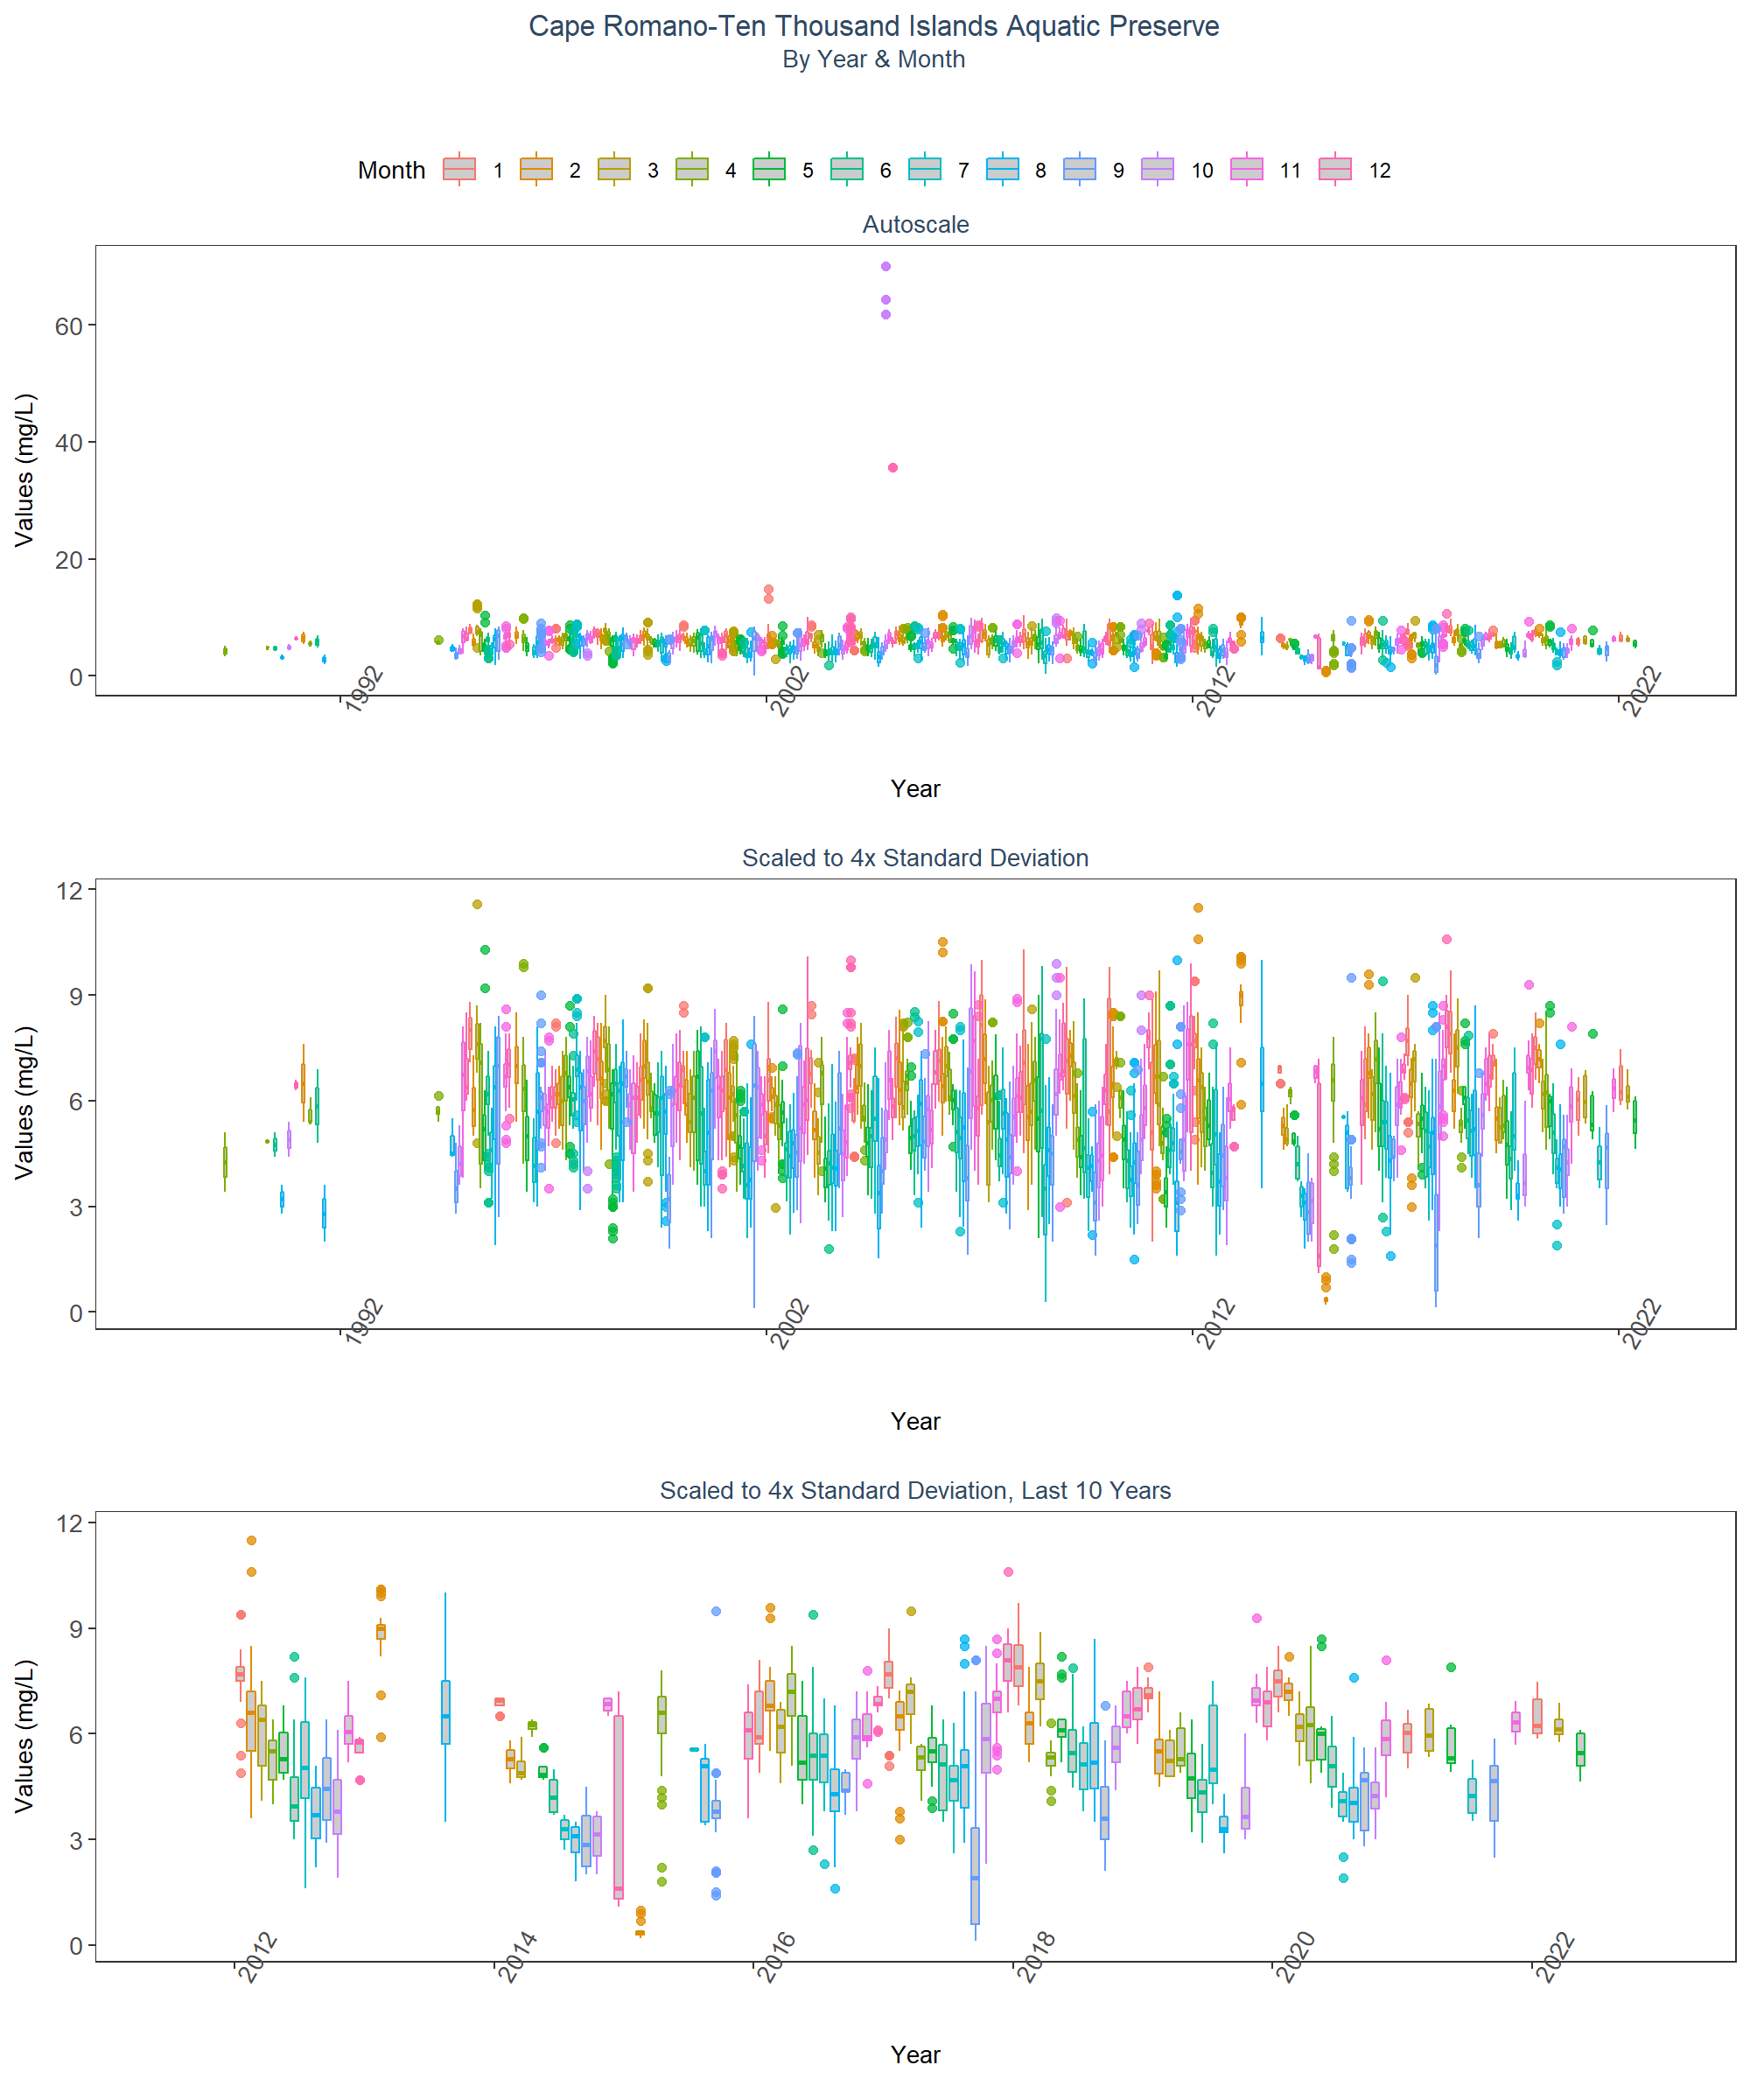 Cape Romano-Ten Thousand Islands Aquatic Preserve
By Year & Month
Month 1 2 3 4 5 6 7 8 9 10 11 12
Autoscale
Values (mg/L)
60
40
20
0
1992 2002 2012 2022
Year
Scaled to 4x Standard Deviation
Values (mg/L)
12
9
6
3
0
1992 2002 2012 2022
Year
Scaled to 4x Standard Deviation, Last 10 Years
Values (mg/L)
12
9
6
3
0
2012 2014 2016 2018 2020 2022
Year